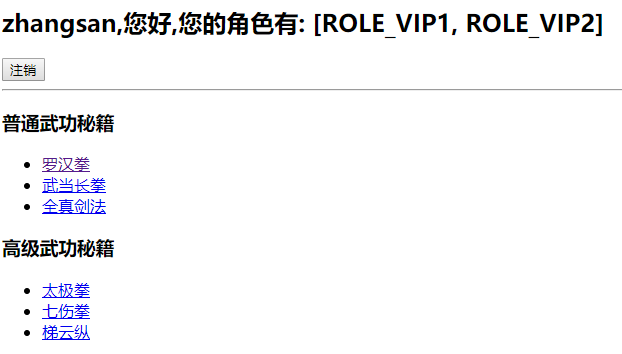 zhangsan,您好,您的角色有: [ROLE_VIP1, ROLE_VIP2]
注销
普通武功秘籍
罗汉拳
武当长拳
全真剑法
高级武功秘籍
太极拳
七伤拳
梯云纵